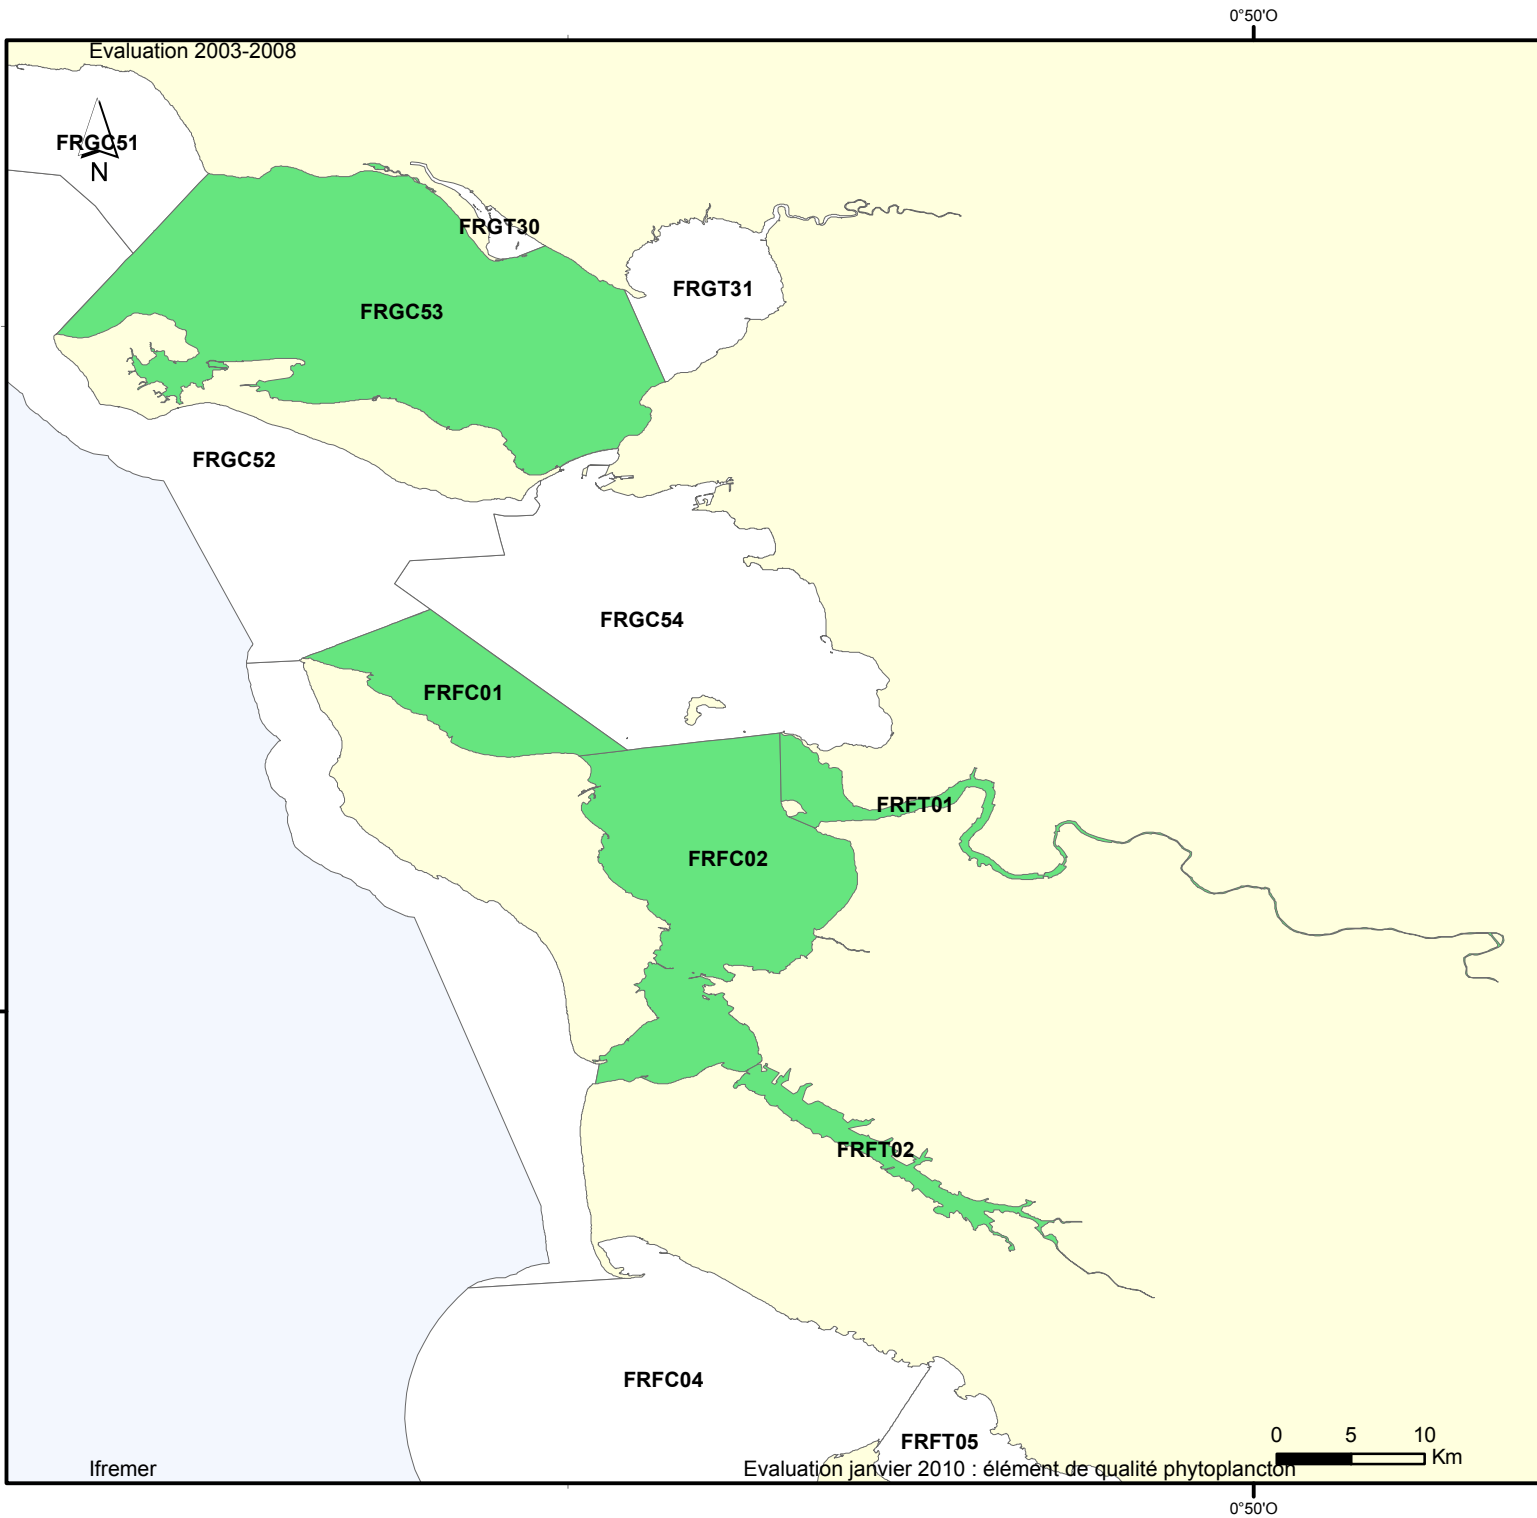 0°50'O
Evaluation 2003-2008
FRGC51
N
FRGT30
FRGT31
FRGC53
FRGC52
FRGC54
FRFC01
FRFT01
FRFC02
FRFT02
FRFC04
FRFT05
0 5 10
Km
Ifremer
Evaluation janvier 2010 : élément de qualité phytoplancton
0°50'O